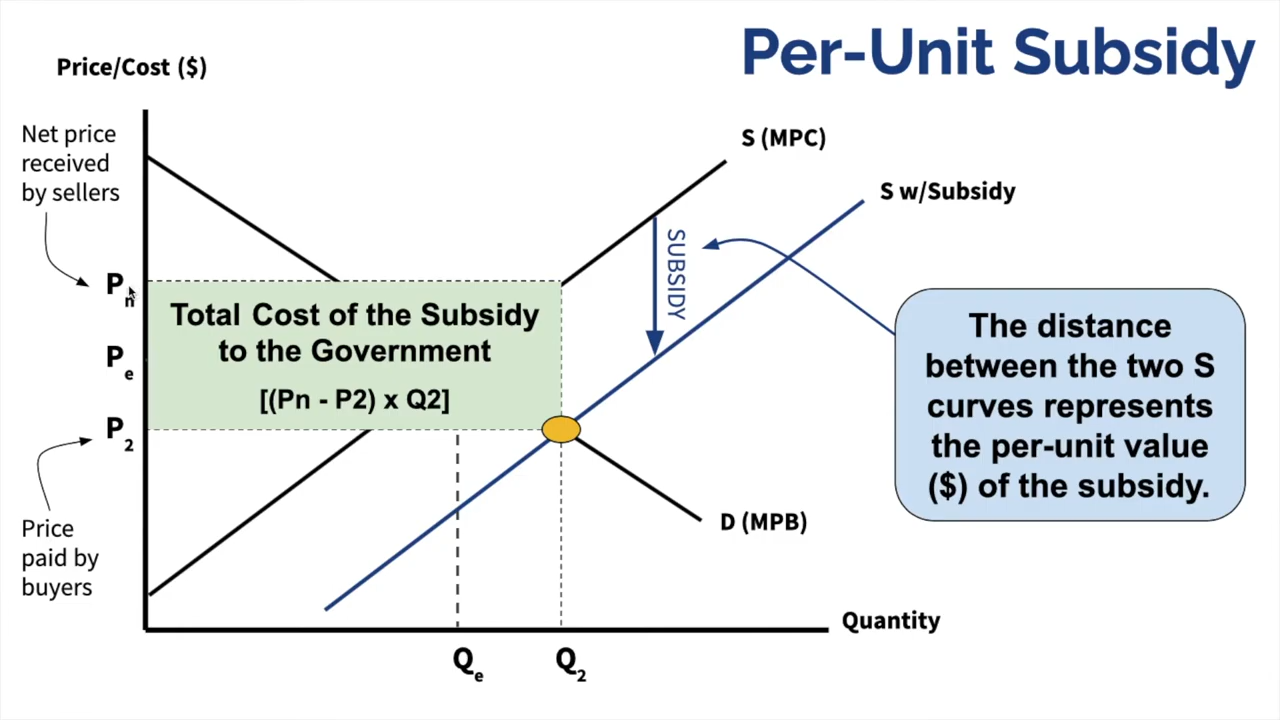 Per-Unit Subsidy
Price/Cost ($)
Net price
received
by sellers
S (MPC)
S w/Subsidy
SUBSIDY
Pn
Total Cost of the Subsidy
to the Government
[(Pn - P2) x Q2]
Pe
P2
The distance
between the two S
curves represents
the per-unit value
($) of the subsidy.
Price
paid by
buyers
D (MPB)
Quantity
Qe
Q2